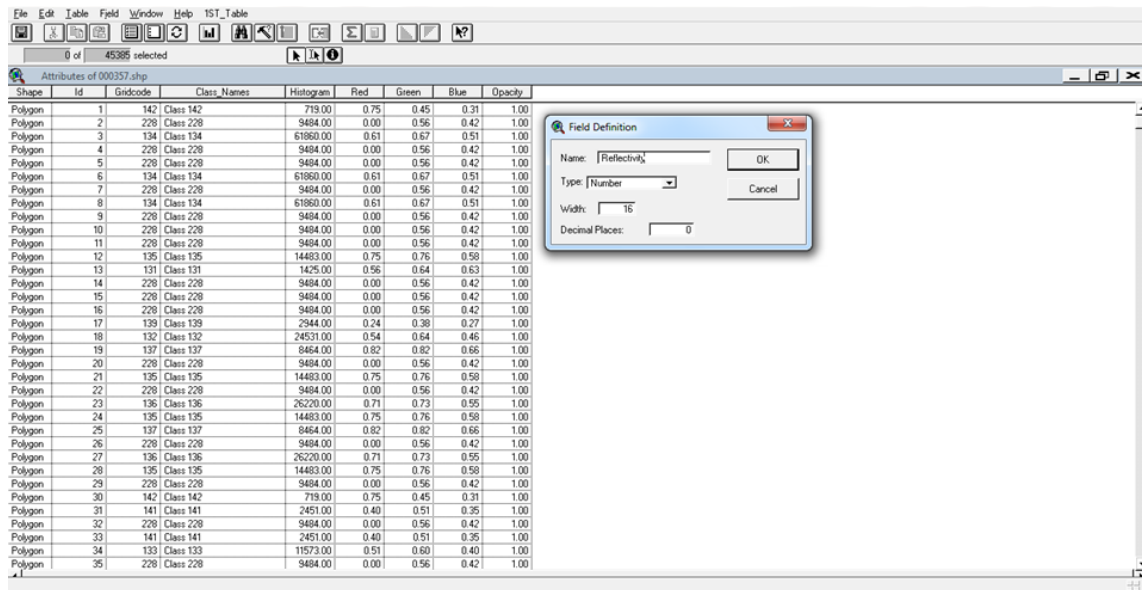 File Edit Table Field Window Help 1ST_Table
0 of 45385 selected
Attributes of 000357.shp
Shape Id Gridcode Class_Names Histogram Red Green Blue Opacity
Polygon 1 142 Class 142 719.00 0.75 0.45 0.31 1.00
Polygon 2 228 Class 228 9484.00 0.00 0.56 0.42 1.00
Polygon 3 134 Class 134 61860.00 0.61 0.67 0.51 1.00
Polygon 4 228 Class 228 9484.00 0.00 0.56 0.42 1.00
Polygon 5 228 Class 228 9484.00 0.00 0.56 0.42 1.00
Polygon 6 134 Class 134 61860.00 0.61 0.67 0.51 1.00
Polygon 7 228 Class 228 9484.00 0.00 0.56 0.42 1.00
Polygon 8 134 Class 134 61860.00 0.61 0.67 0.51 1.00
Polygon 9 228 Class 228 9484.00 0.00 0.56 0.42 1.00
Polygon 10 228 Class 228 9484.00 0.00 0.56 0.42 1.00
Polygon 11 228 Class 228 9484.00 0.00 0.56 0.42 1.00
Polygon 12 135 Class 135 14483.00 0.75 0.76 0.58 1.00
Polygon 13 131 Class 131 1425.00 0.56 0.64 0.63 1.00
Polygon 14 228 Class 228 9484.00 0.00 0.56 0.42 1.00
Polygon 15 228 Class 228 9484.00 0.00 0.56 0.42 1.00
Polygon 16 228 Class 228 9484.00 0.00 0.56 0.42 1.00
Polygon 17 139 Class 139 2944.00 0.24 0.38 0.27 1.00
Polygon 18 132 Class 132 24531.00 0.54 0.64 0.46 1.00
Polygon 19 137 Class 137 8464.00 0.82 0.82 0.66 1.00
Polygon 20 228 Class 228 9484.00 0.00 0.56 0.42 1.00
Polygon 21 135 Class 135 14483.00 0.75 0.76 0.58 1.00
Polygon 22 228 Class 228 9484.00 0.00 0.56 0.42 1.00
Polygon 23 136 Class 136 26220.00 0.71 0.73 0.55 1.00
Polygon 24 135 Class 135 14483.00 0.75 0.76 0.58 1.00
Polygon 25 137 Class 137 8464.00 0.82 0.82 0.66 1.00
Polygon 26 228 Class 228 9484.00 0.00 0.56 0.42 1.00
Polygon 27 136 Class 136 26220.00 0.71 0.73 0.55 1.00
Polygon 28 135 Class 135 14483.00 0.75 0.76 0.58 1.00
Polygon 29 228 Class 228 9484.00 0.00 0.56 0.42 1.00
Polygon 30 142 Class 142 719.00 0.75 0.45 0.31 1.00
Polygon 31 141 Class 141 2451.00 0.40 0.51 0.35 1.00
Polygon 32 228 Class 228 9484.00 0.00 0.56 0.42 1.00
Polygon 33 141 Class 141 2451.00 0.40 0.51 0.35 1.00
Polygon 34 133 Class 133 11573.00 0.51 0.60 0.40 1.00
Polygon 35 228 Class 228 9484.00 0.00 0.56 0.42 1.00
Field Definition
Name: Reflectivity
OK
Type: Number
Cancel
Width: 16
Decimal Places: 0